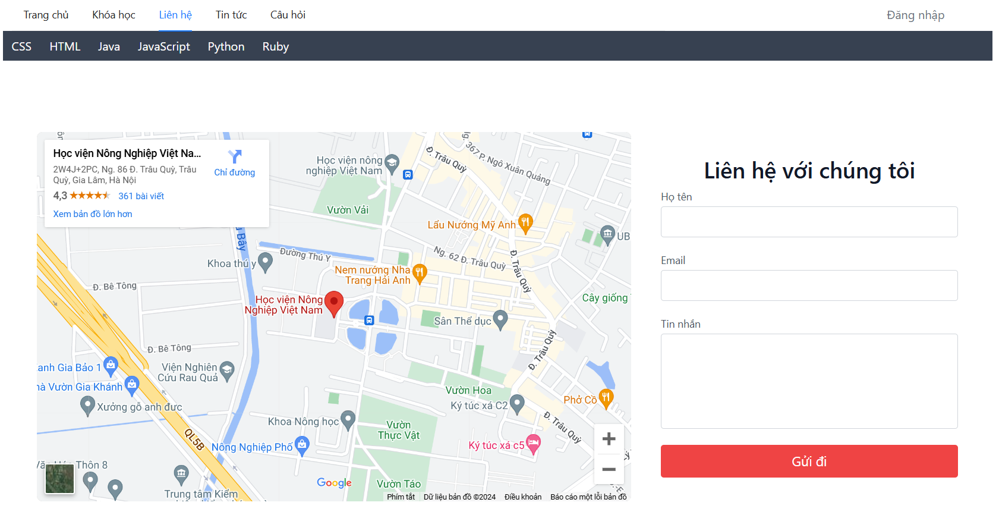 Trang chủ
Khóa học
Liên hệ
Tin tức
Câu hỏi
Đăng nhập
CSS
HTML
Java
JavaScript
Python
Ruby
Học viện Nông Nghiệp Việt Na...
2W4J+2PC, Ng. 86 Đ. Trâu Quỳ, Trâu
Quỳ, Gia Lâm, Hà Nội
4,3
361 bài viết
Xem bản đồ lớn hơn
Chỉ đường
Học viện nông
nghiệp Việt Nam
Đ. Trâu Quỳ
Ng. 367 P. Ngô Xuân Quảng
Vườn Vải
Lẩu Nướng Mỹ Anh
UB
Bây
Đường Thú Y
Khoa thú y
Ng. 62 Đ. Trâu Quỳ
Đ. Trâu Quỳ
Nem nướng Nha
Trang Hải Anh
Đ. Bê Tông
Học viện Nông
Nghiệp Việt Nam
Cây giống
Sân Thể dục
Đ. Bê Tông
Đ. Trâu Quỳ
anh Gia Bảo 1
Viện Nghiên
Cứu Rau Quả
Vườn Gia Khánh
Vườn Hoa
Ký túc xá C2
Phở Cồ
Xưởng gỗ anh đưc
Khoa Nông học
Vườn
Thực Vật
Đ. Trâu Quỳ
QL5B
Nông Nghiệp Phố
Ký túc xá c5
Thôn 8
Google
Vườn Táo
Trung tâm Kiểm
Phím tắt
Dữ liệu bản đồ ©2024
Điều khoản
Báo cáo một lỗi bản đồ
Liên hệ với chúng tôi
Họ tên
Email
Tin nhắn
Gửi đi